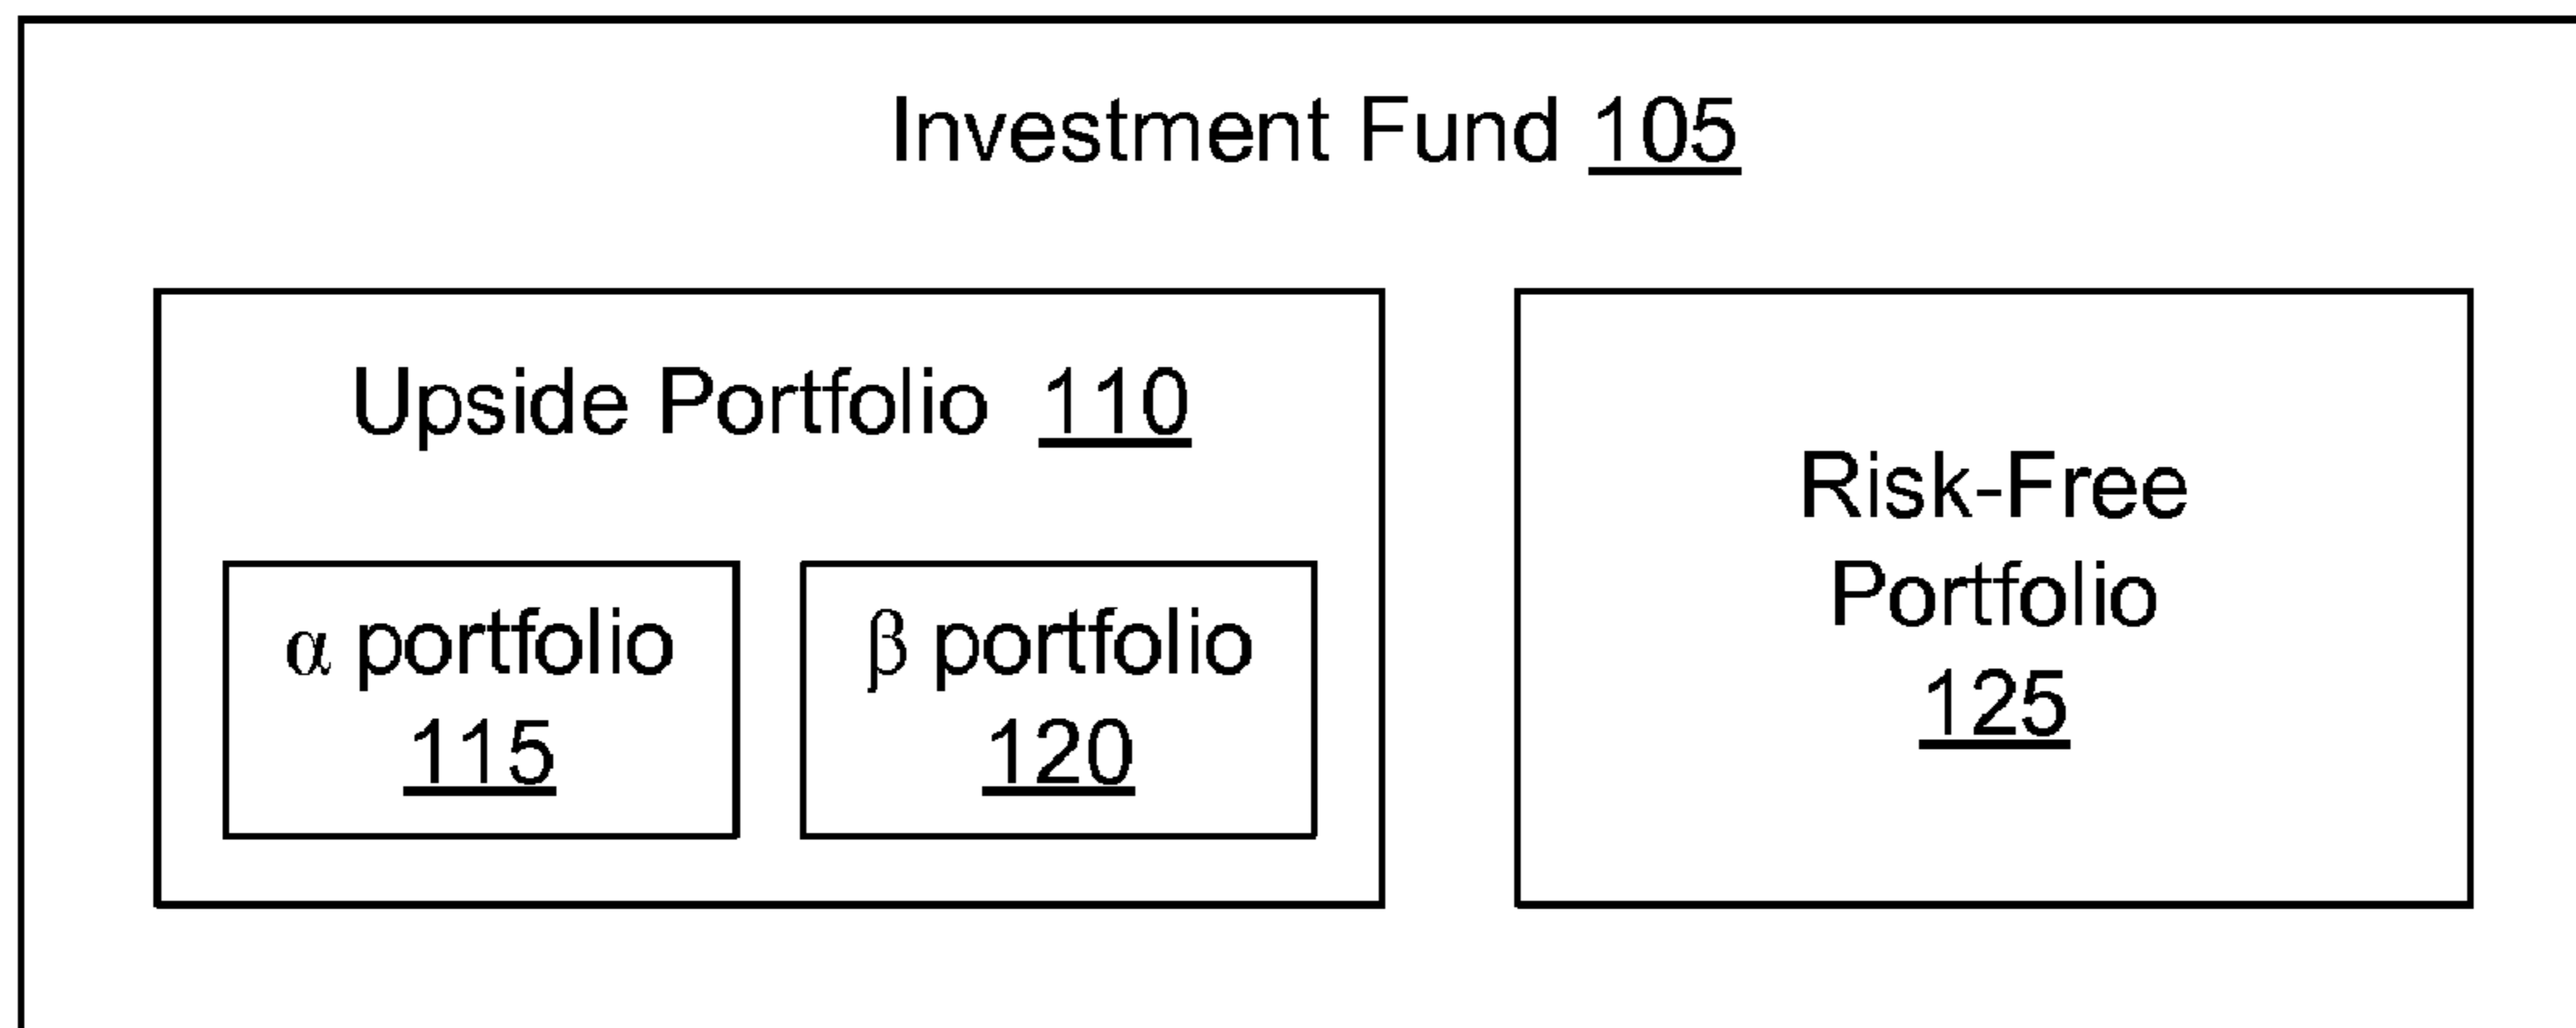 Investment Fund 105
Upside Portfolio 110
α portfolio
115
β portfolio
120
Risk-Free
Portfolio
125